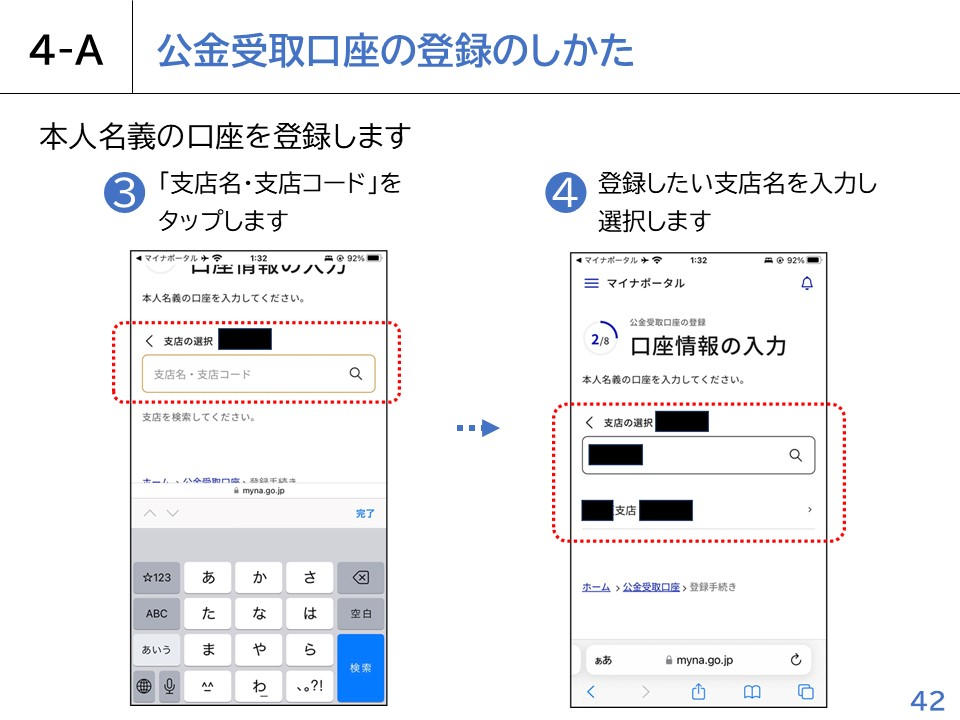 4-A
公金受取口座の登録のしかた
本人名義の口座を登録します
3
「支店名・支店コード」を
タップします
4
登録したい支店名を入力し
選択します
マイナポータル
1:32
92%
口座情報の入力
本人名義の口座を入力してください。
支店の選択
支店名・支店コード
支店を検索してください。
ホーム 公金受取口座 登録手続き
myna.go.jp
完了
☆123 あ か さ
ABC た な は 空白
あいう ま や ら 検索
^^ わ_ 、。?!
マイナポータル
1:32
92%
マイナポータル
公金受取口座の登録
2/8
口座情報の入力
本人名義の口座を入力してください。
支店の選択
支店
ホーム > 公金受取口座 > 登録手続き
ぁあ myna.go.jp
42